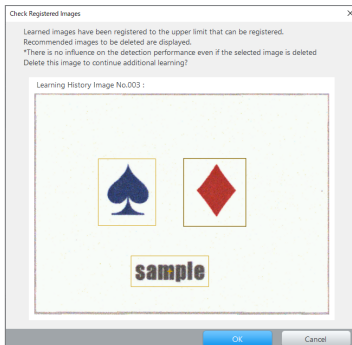 Check Registered Images
Learned images have been registered to the upper limit that can be registered.
Recommended images to be deleted are displayed.
*There is no influence on the detection performance even if the selected image is deleted
Delete this image to continue additional learning?
Learning History Image No.003 :
sample
OK
Cancel